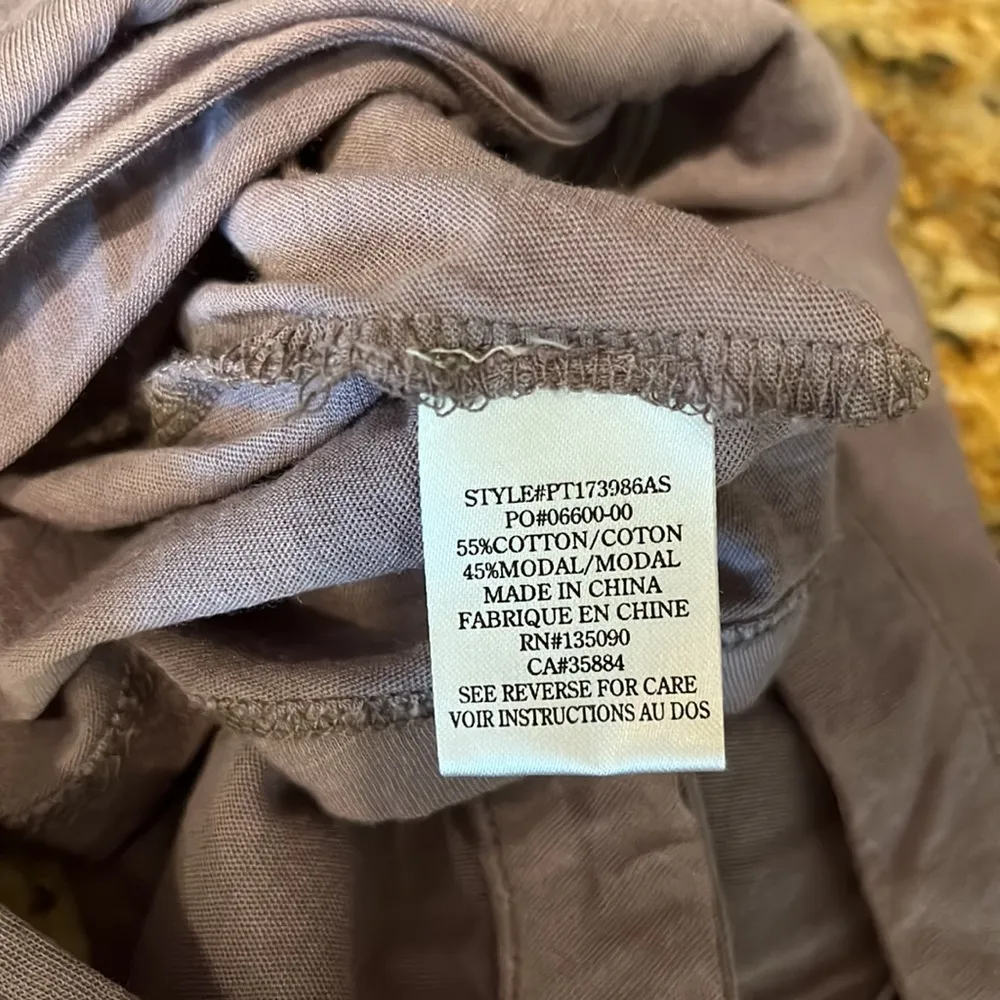 STYLE#PT173986AS
PO#06600-00
55%COTTON/COTON
45%MODAL/MODAL
MADE IN CHINA
FABRIQUE EN CHINE
RN#135090
CA#35884
SEE REVERSE FOR CARE
VOIR INSTRUCTIONS AU DOS